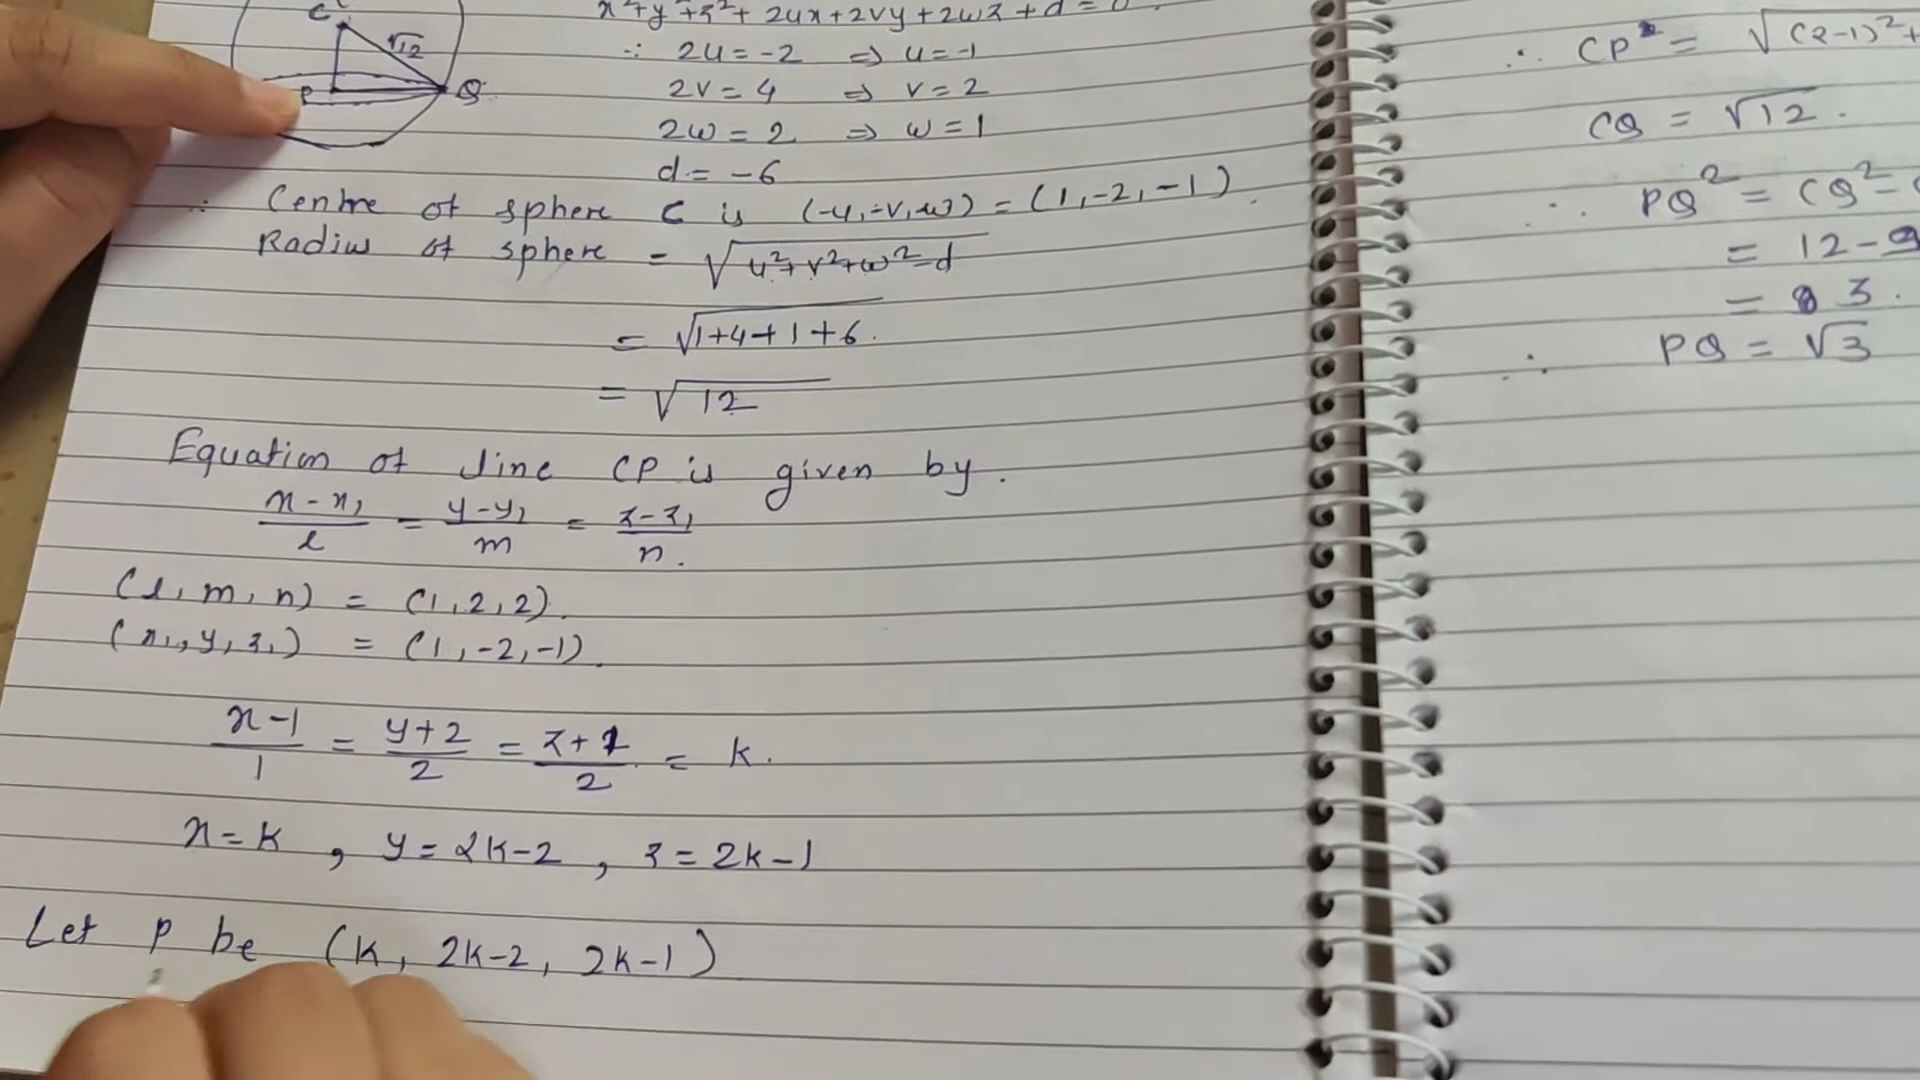 C
√12
P
Q
x²+y²+z²+2ux+2vy+2wz+d=0
∵ 2u=-2 ⇒ u=-1
2v=4 ⇒ v=2
2w=2 ⇒ w=1
d=-6
∴ Centre of sphere C is (-u,-v,-w) = (1,-2,-1).
Radius of sphere = √u²+v²+w²-d
= √1+4+1+6.
= √12
Equation of line CP is given by.
x-x₁/l = y-y₁/m = z-z₁/n.
(l,m,n) = (1,2,2).
(x₁,y₁z₁) = (1,-2,-1).
x-1/1 = y+2/2 = z+1/2 = k.
x=k, y=2k-2, z=2k-1
Let P be (k, 2k-2, 2k-1)
∴ CP = √(2-1)²+
CQ = √12.
∴ PQ² = CQ²-
= 12-9
= 3.
∴ PQ = √3